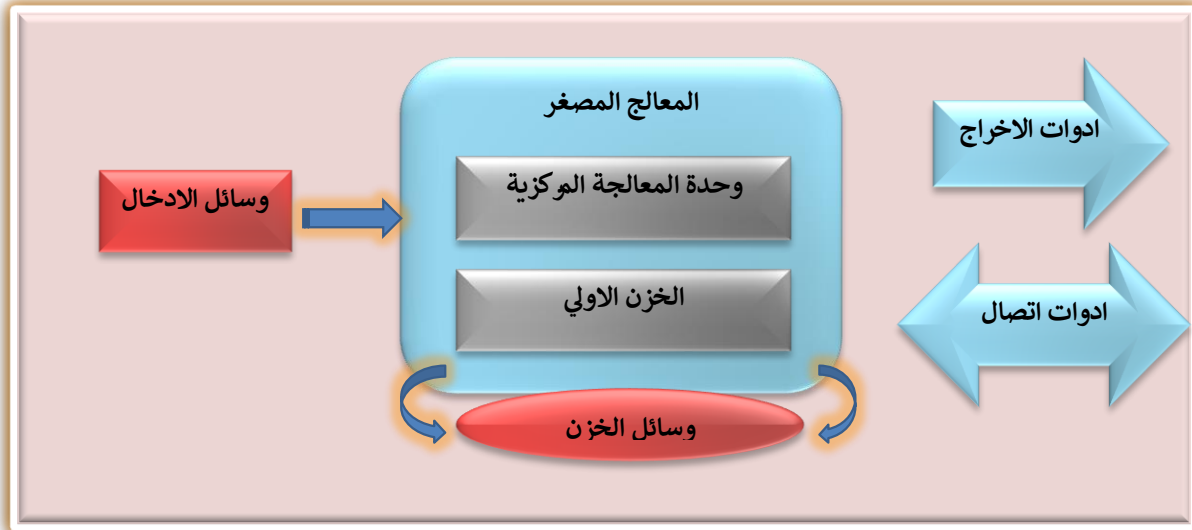 المعالج المصغر
ادوات الاخراج
وحدة المعالجة المركزية
وسائل الادخال
الخزن الاولي
ادوات اتصال
وسائل الخزن